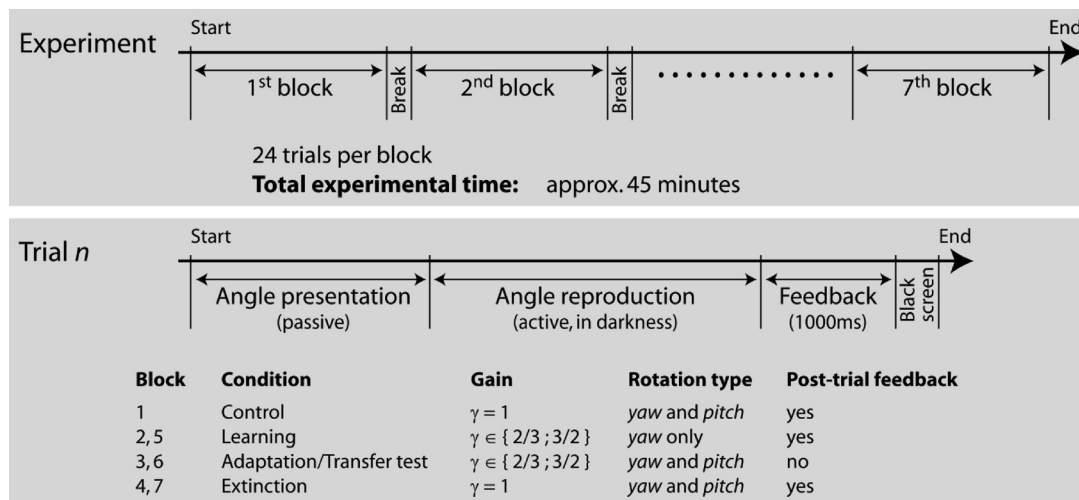 Experiment
Start
End
1st block
Break
2nd block
Break
7th block
24 trials per block
Total experimental time: approx. 45 minutes
Trial n
Start
End
Angle presentation
(passive)
Angle reproduction
(active, in darkness)
Feedback
(1000ms)
Black
screen
Block Condition Gain Rotation type Post-trial feedback
1 Control γ = 1 yaw and pitch yes
2, 5 Learning γ ∈ { 2/3 ; 3/2 } yaw only yes
3, 6 Adaptation/Transfer test γ ∈ { 2/3 ; 3/2 } yaw and pitch no
4, 7 Extinction γ = 1 yaw and pitch yes